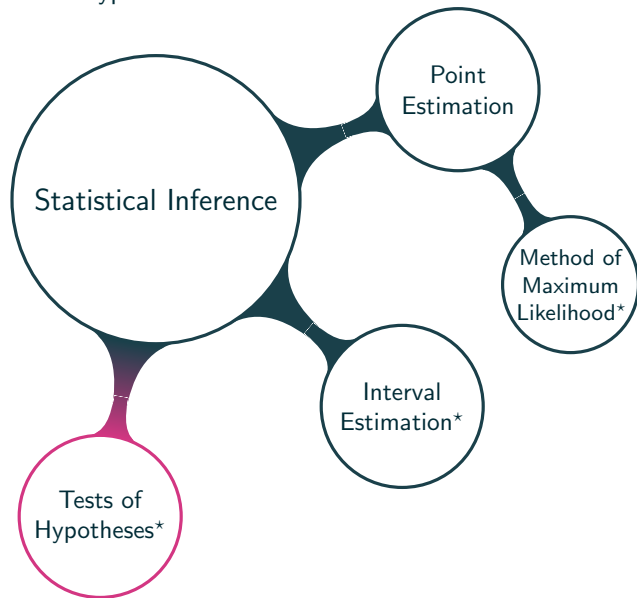 Point
Estimation
Statistical Inference
Method of
Maximum
Likelihood*
Interval
Estimation*
Tests of
Hypotheses*